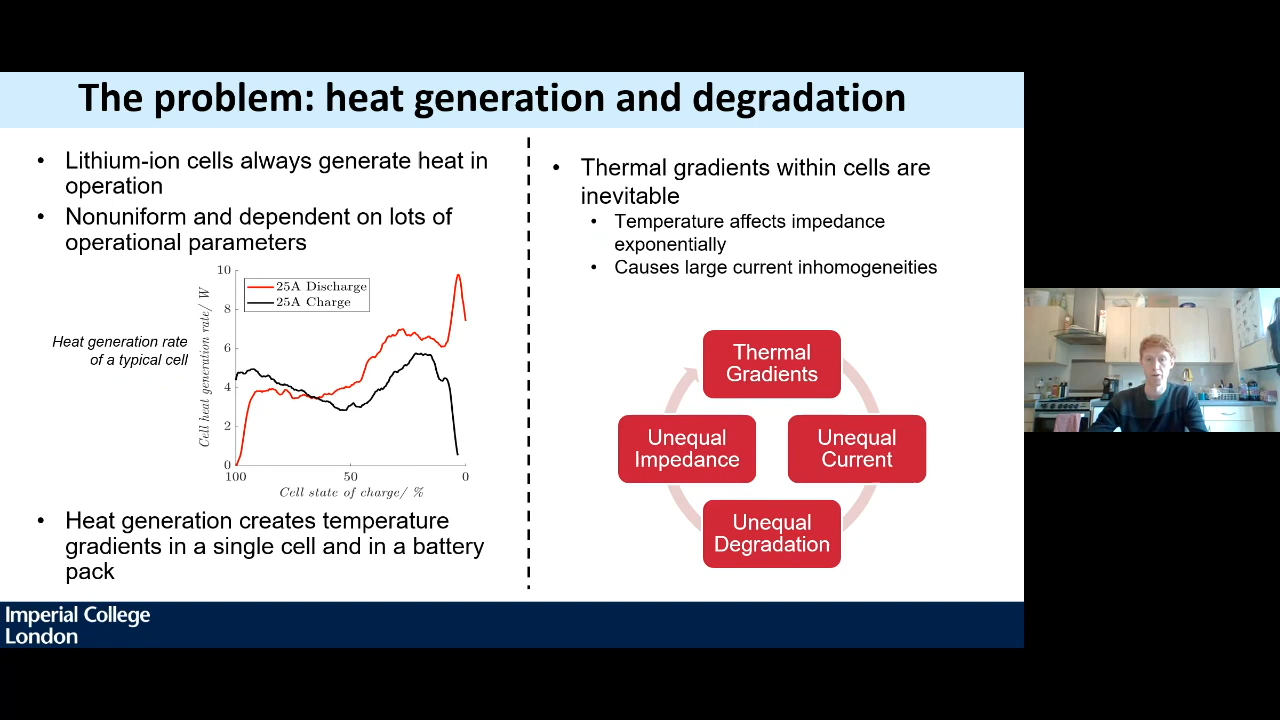 The problem: heat generation and degradation
• Lithium-ion cells always generate heat in
operation
• Nonuniform and dependent on lots of
operational parameters
Heat generation rate
of a typical cell
Cell heat generation rate/ W
10
8
6
4
2
0
25A Discharge
25A Charge
100
50
0
Cell state of charge/ %
• Heat generation creates temperature
gradients in a single cell and in a battery
pack
• Thermal gradients within cells are
inevitable
• Temperature affects impedance
exponentially
• Causes large current inhomogeneities
Thermal
Gradients
Unequal
Current
Unequal
Degradation
Unequal
Impedance
Imperial College
London